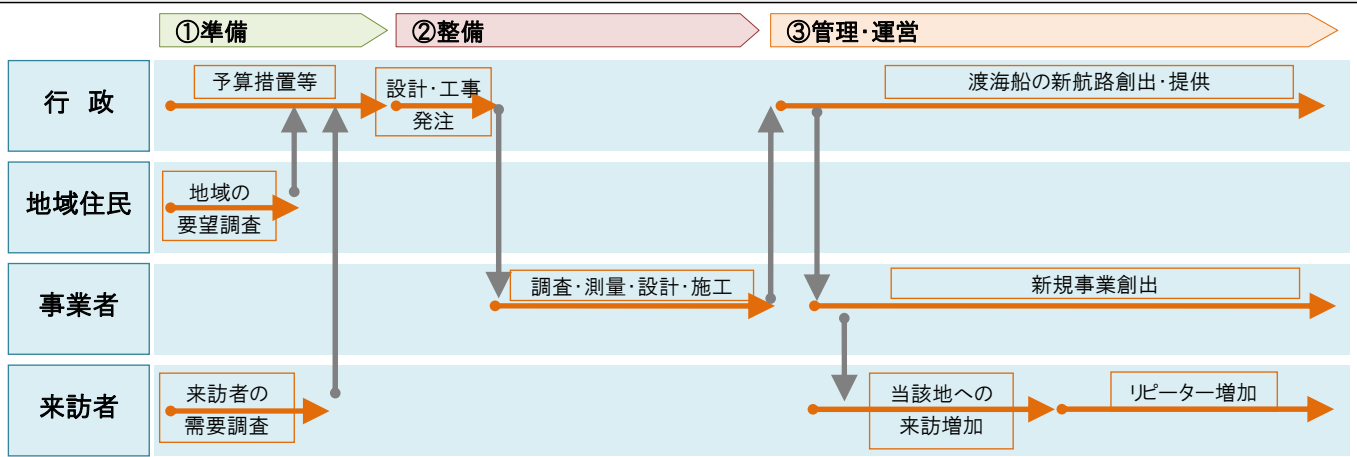 ①準備
②整備
③管理･運営
行 政
予算措置等
設計･工事
発注
渡海船の新航路創出･提供
地域住民
地域の
要望調査
事業者
調査･測量･設計･施工
新規事業創出
来訪者
来訪者の
需要調査
当該地への
来訪増加
リピーター増加